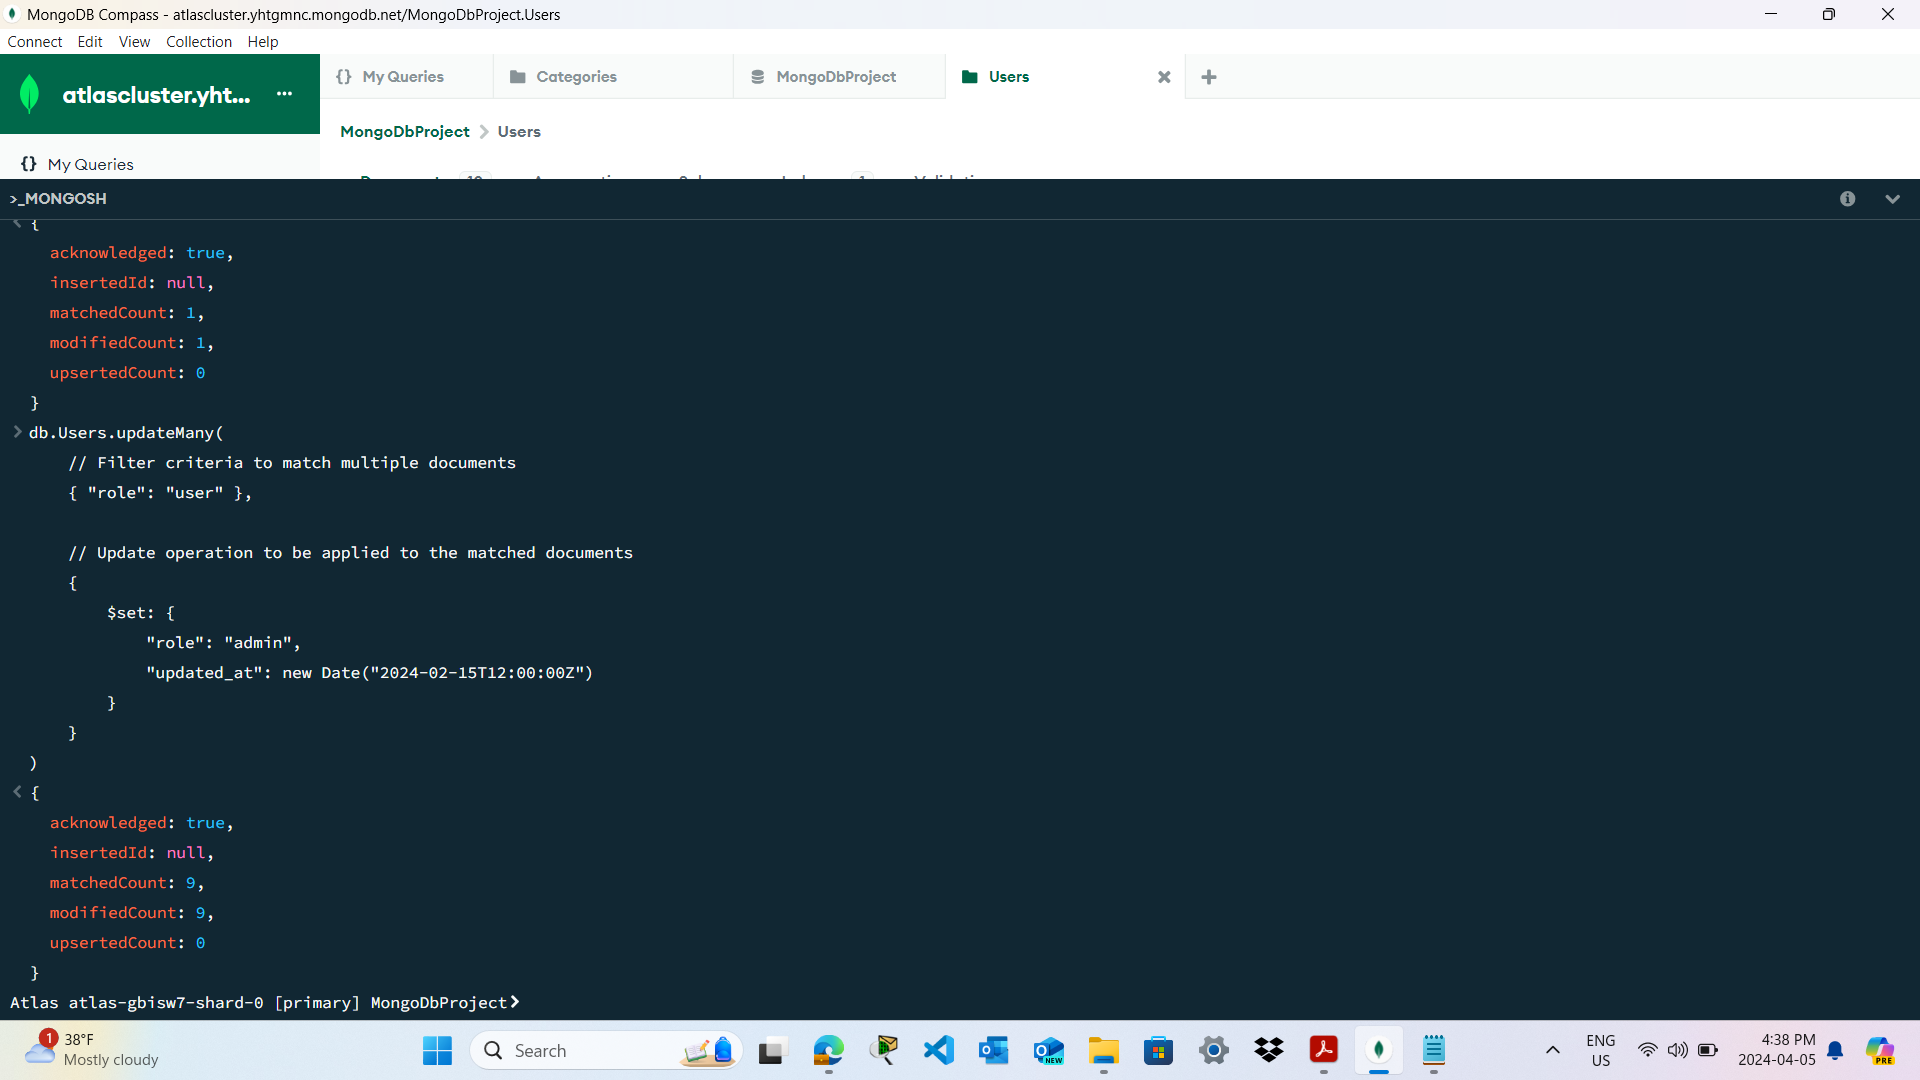 MongoDB Compass - atlascluster.yhtgmnc.mongodb.net/MongoDbProject.Users
Connect Edit View Collection Help
atlascluster.yht... ...
{} My Queries
Categories
MongoDbProject
Users
MongoDbProject > Users
{} My Queries
>_MONGOSH
{
acknowledged: true,
insertedId: null,
matchedCount: 1,
modifiedCount: 1,
upsertedCount: 0
}
> db.Users.updateMany(
// Filter criteria to match multiple documents
{ "role": "user" },
// Update operation to be applied to the matched documents
{
$set: {
"role": "admin",
"updated_at": new Date("2024-02-15T12:00:00Z")
}
}
)
< {
acknowledged: true,
insertedId: null,
matchedCount: 9,
modifiedCount: 9,
upsertedCount: 0
}
Atlas atlas-gbisw7-shard-0 [primary] MongoDbProject>
1
38°F
Mostly cloudy
Search
NEW
ENG
US
4:38 PM
2024-04-05
PRE